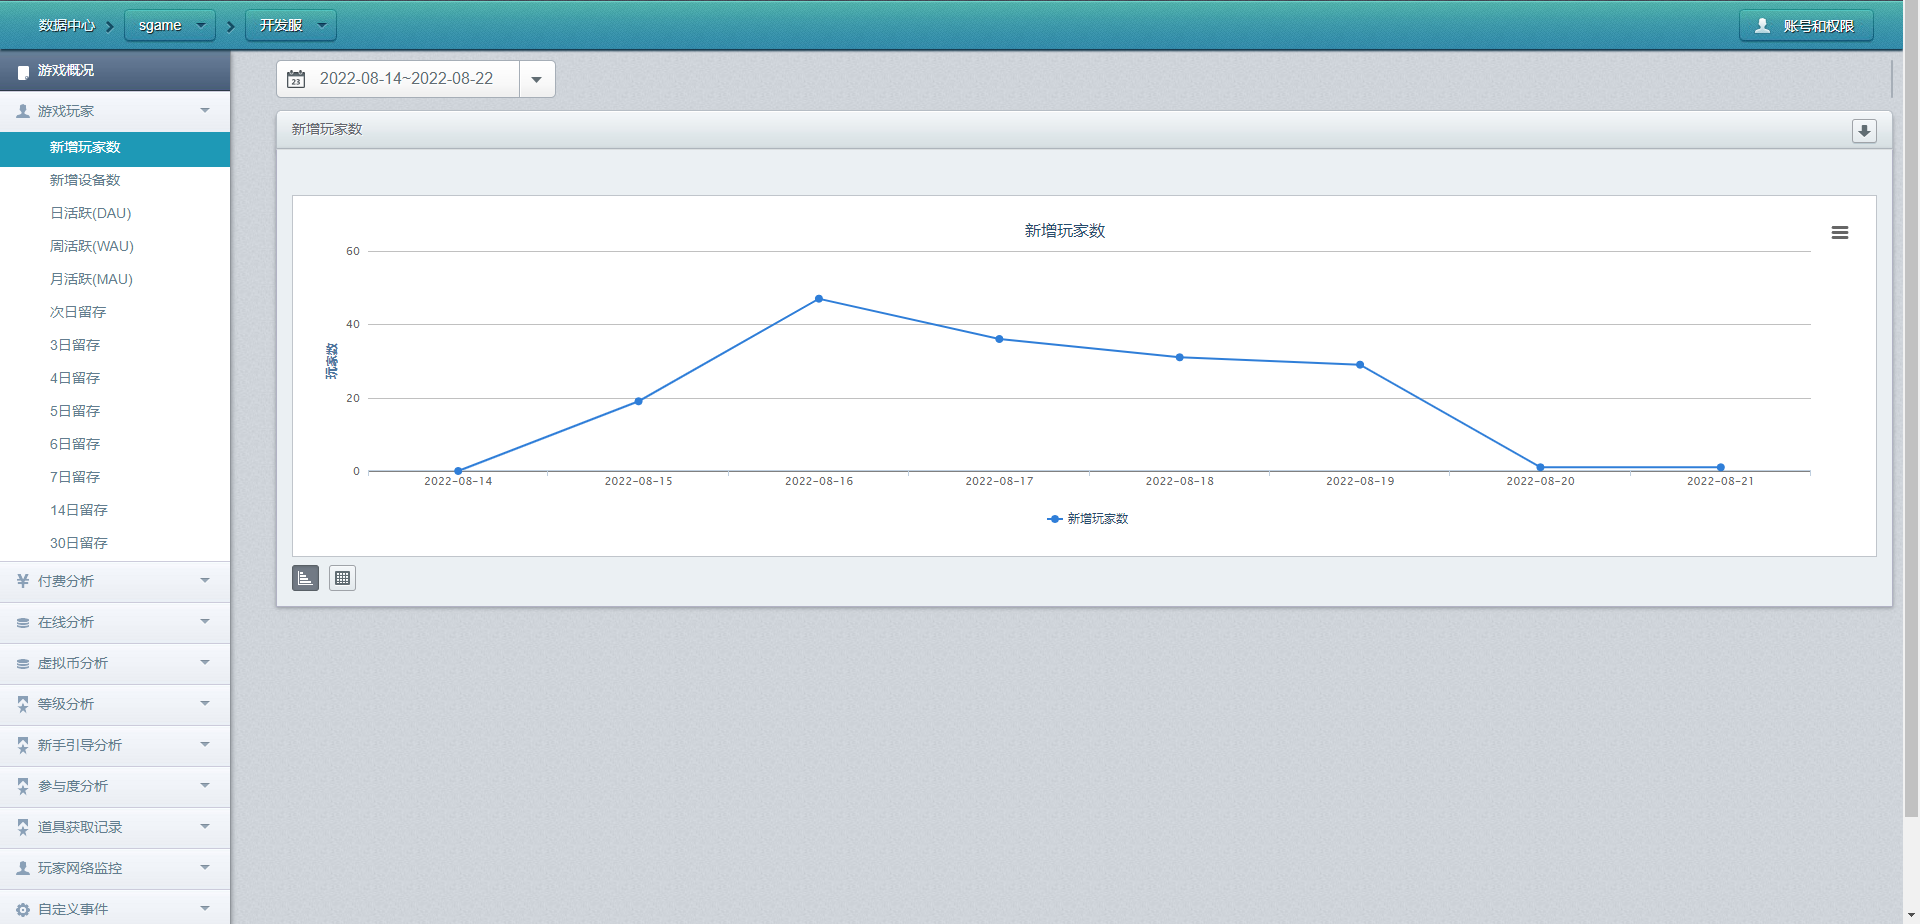 数据中心
sgame
开发服
账号和权限
游戏概况
游戏玩家
新增玩家数
新增设备数
日活跃(DAU)
周活跃(WAU)
月活跃(MAU)
次日留存
3日留存
4日留存
5日留存
6日留存
7日留存
14日留存
30日留存
付费分析
在线分析
虚拟币分析
等级分析
新手引导分析
参与度分析
道具获取记录
玩家网络监控
自定义事件
23
2022-08-14~2022-08-22
新增玩家数
新增玩家数
玩家数
60
40
20
0
2022-08-14
2022-08-15
2022-08-16
2022-08-17
2022-08-18
2022-08-19
2022-08-20
2022-08-21
新增玩家数